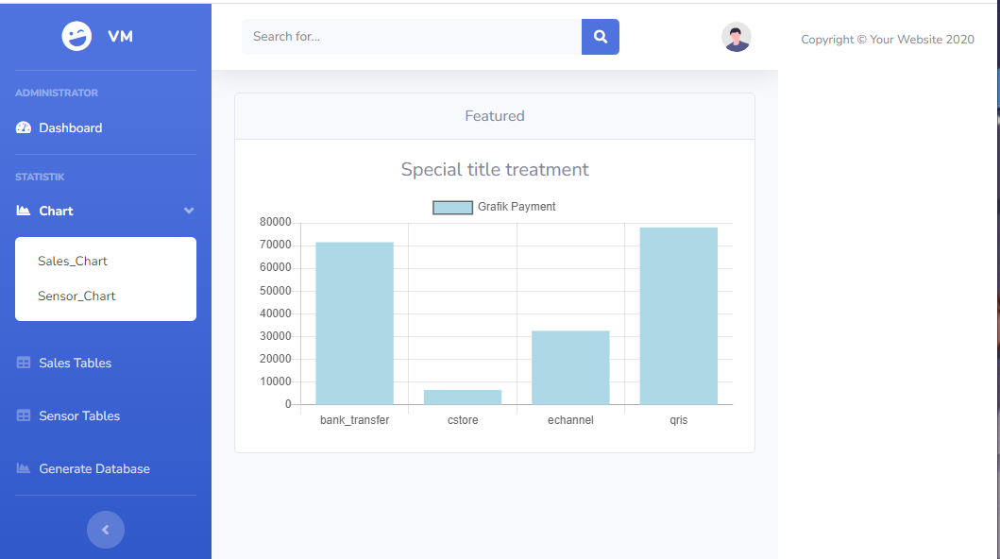 VM
ADMINISTRATOR
Dashboard
STATISTIK
Chart
Sales_Chart
Sensor_Chart
Sales Tables
Sensor Tables
Generate Database
Search for...
Featured
Special title treatment
Grafik Payment
80000
70000
60000
50000
40000
30000
20000
10000
0
bank_transfer cstore echannel qris
Copyright © Your Website 2020